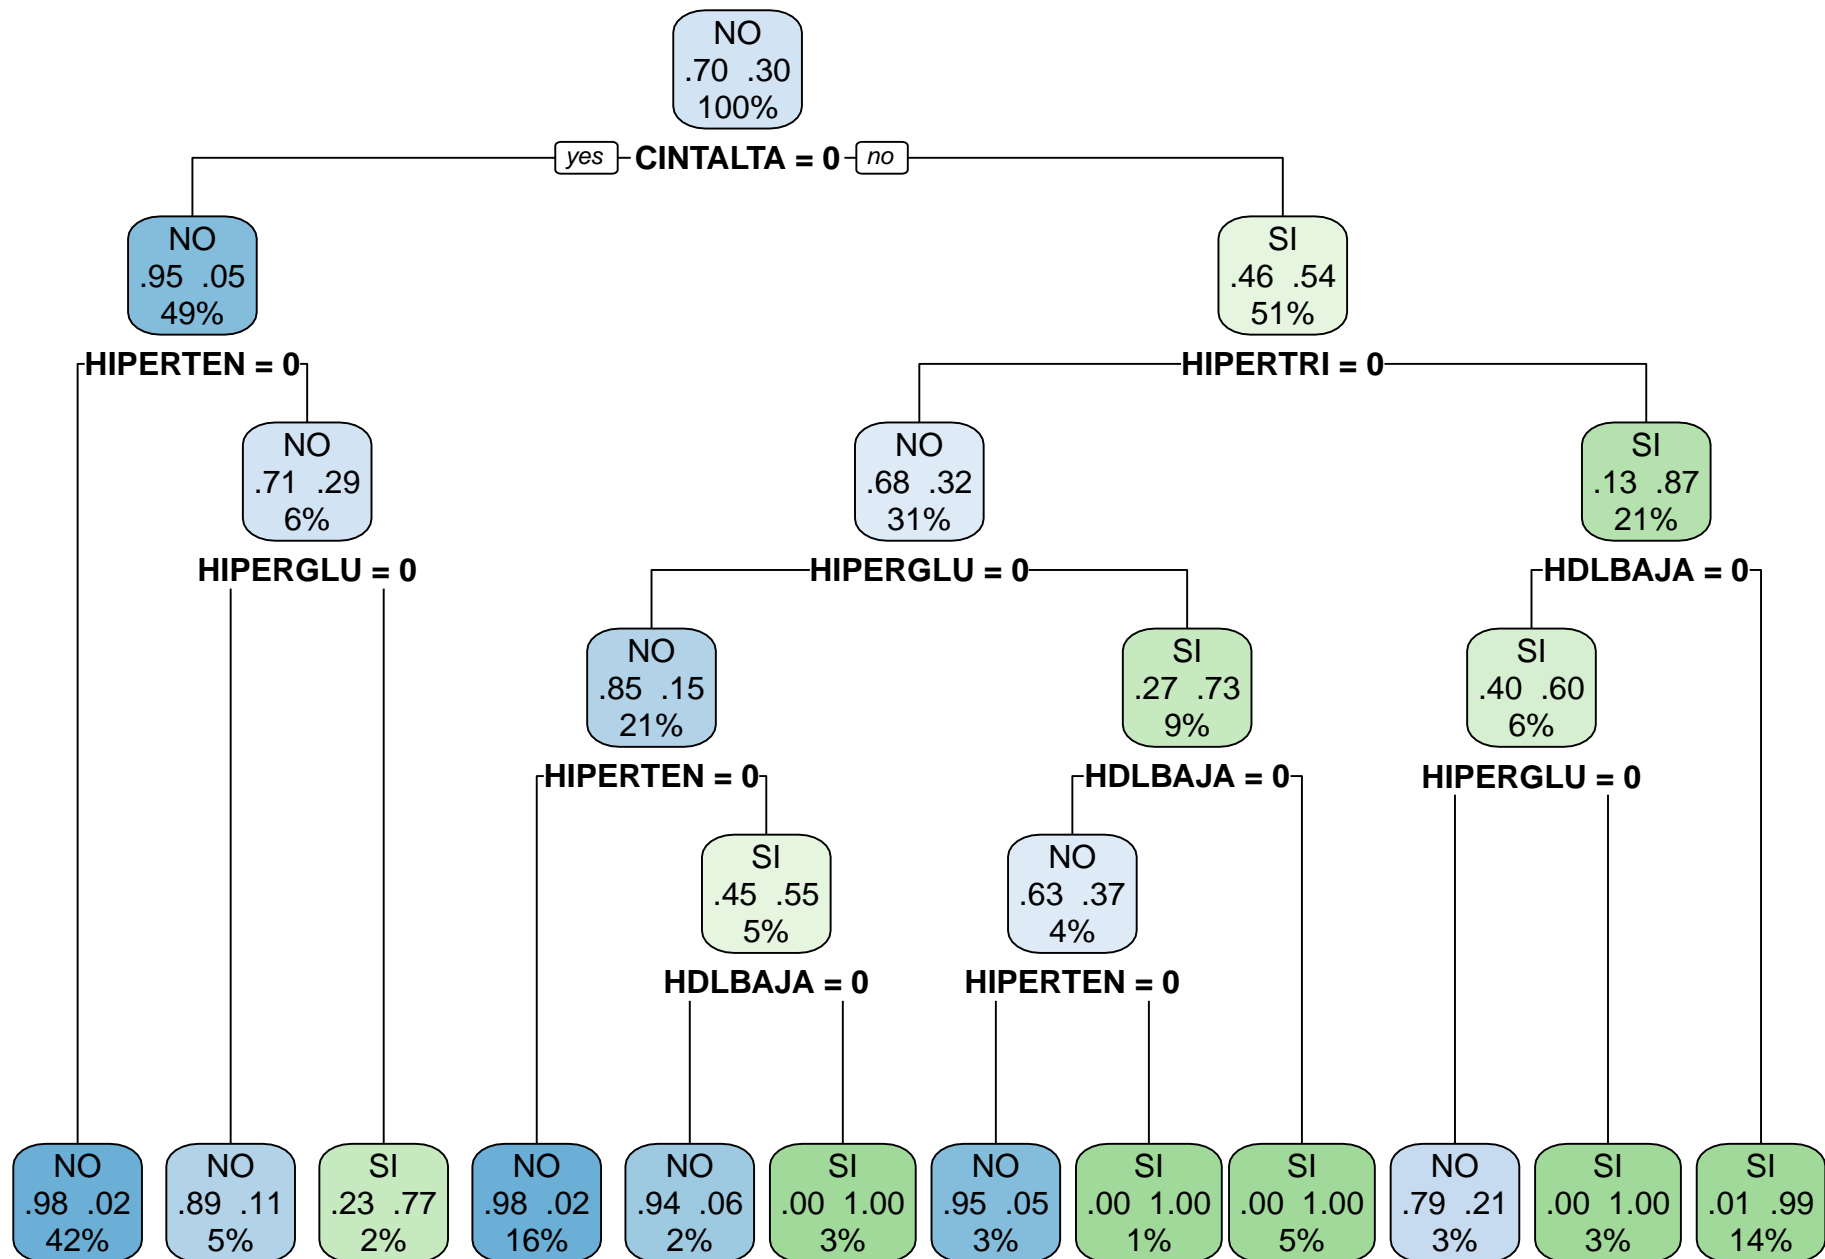 NO
.70 .30
100%
yes CINTALTA = 0 no
NO
.95 .05
49%
SI
.46 .54
51%
HIPERTEN = 0
HIPERTRI = 0
NO
.71 .29
6%
NO
.68 .32
31%
SI
.13 .87
21%
HIPERGLU = 0
HIPERGLU = 0
HDLBAJA = 0
NO
.85 .15
21%
SI
.27 .73
9%
SI
.40 .60
6%
HIPERTEN = 0
HDLBAJA = 0
HIPERGLU = 0
SI
.45 .55
5%
NO
.63 .37
4%
HDLBAJA = 0
HIPERTEN = 0
NO
.98 .02
42%
NO
.89 .11
5%
SI
.23 .77
2%
NO
.98 .02
16%
NO
.94 .06
2%
SI
.00 1.00
3%
NO
.95 .05
3%
SI
.00 1.00
1%
SI
.00 1.00
5%
NO
.79 .21
3%
SI
.00 1.00
3%
SI
.01 .99
14%